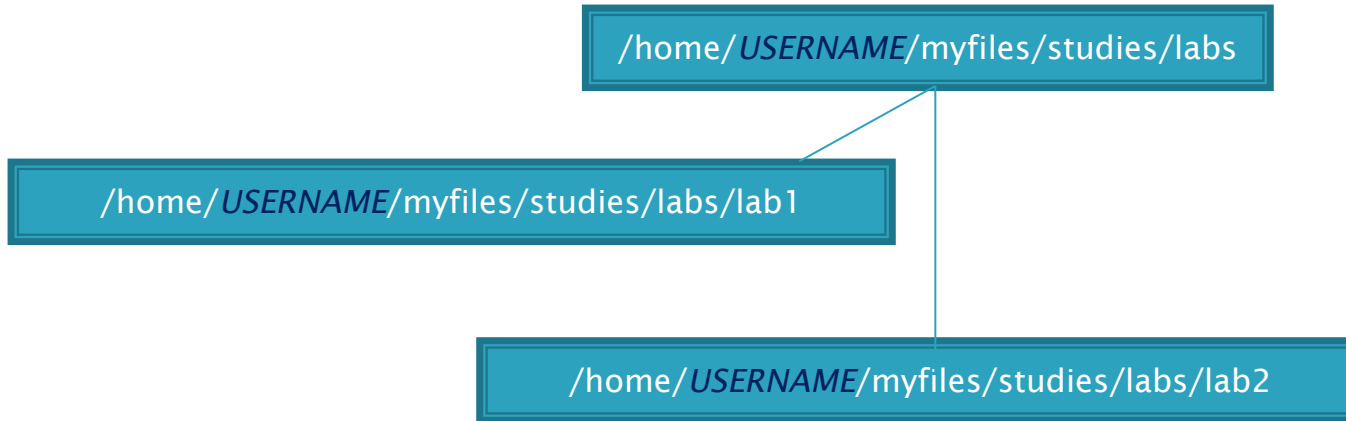 /home/USERNAME/myfiles/studies/labs
/home/USERNAME/myfiles/studies/labs/lab1
/home/USERNAME/myfiles/studies/labs/lab2